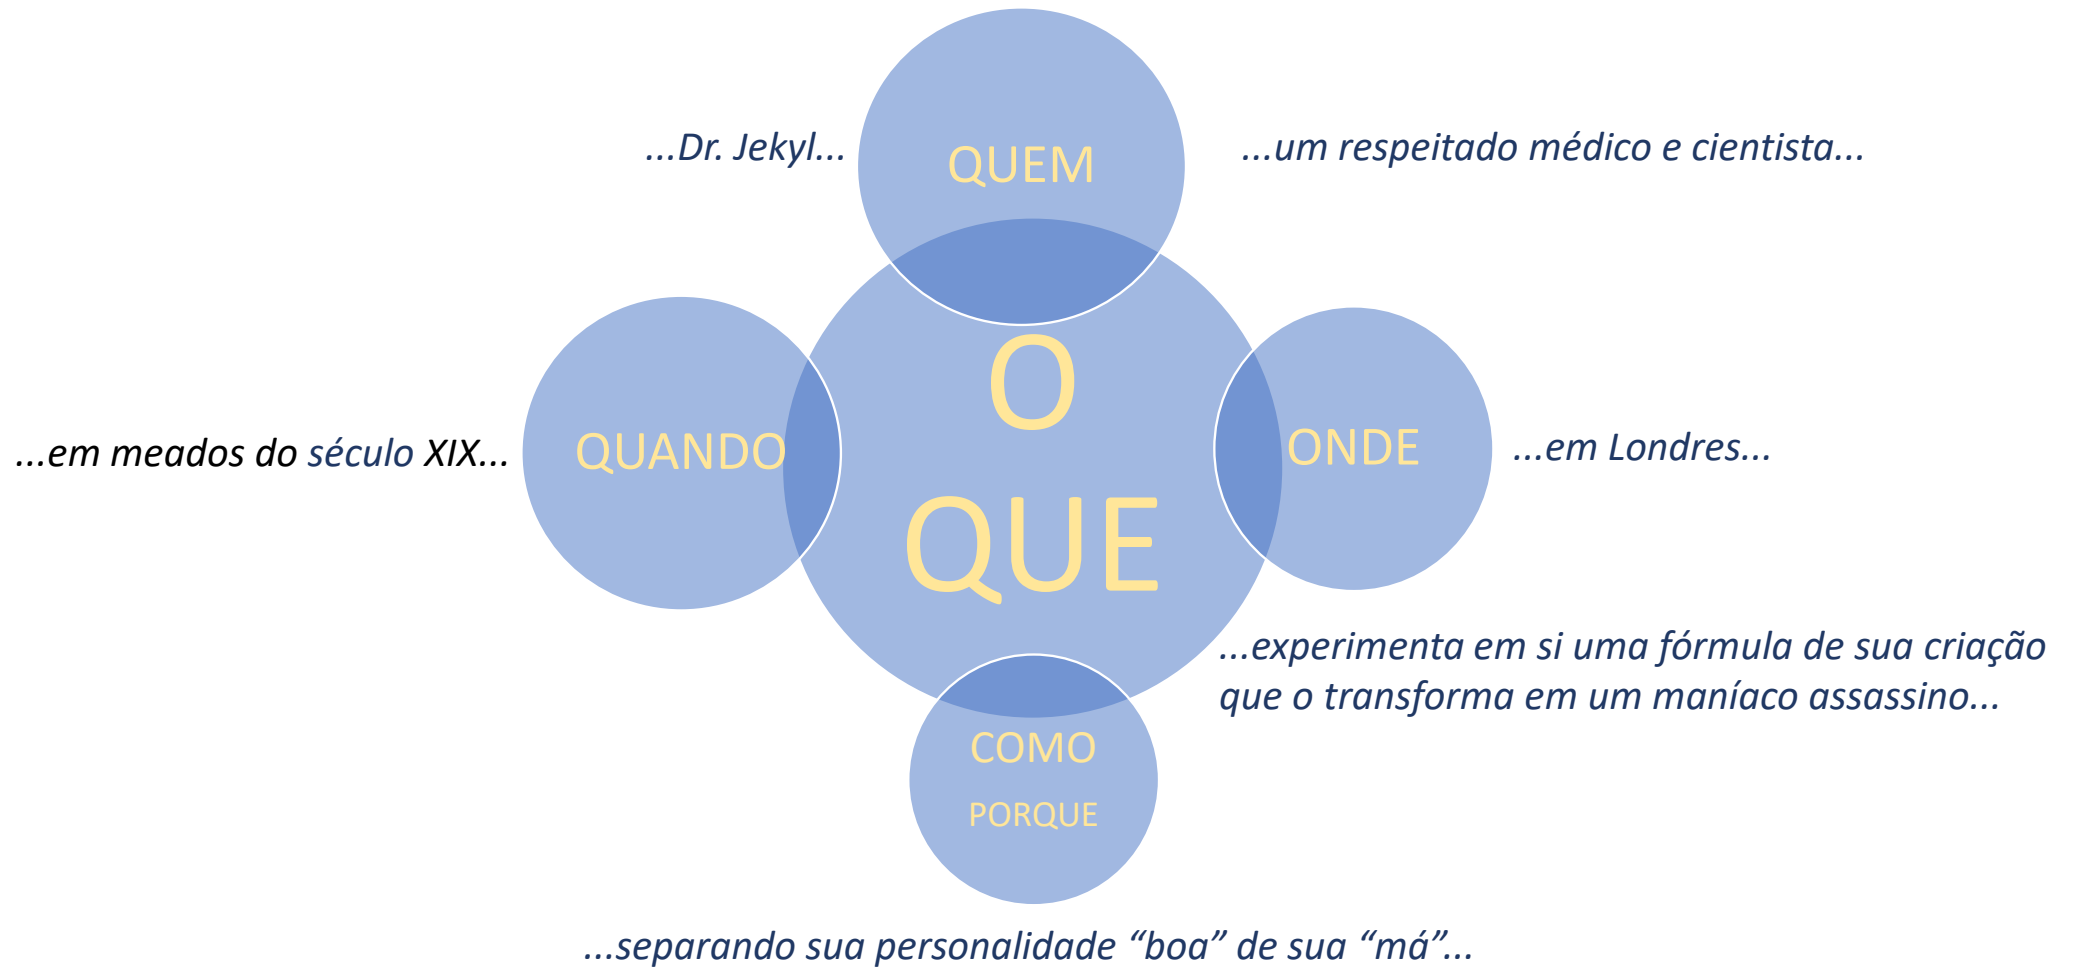 ...Dr. Jekyl...
QUEM
...um respeitado médico e cientista...
...em meados do século XIX...
QUANDO
O
QUE
ONDE
...em Londres...
...experimenta em si uma fórmula de sua criação
que o transforma em um maníaco assassino...
COMO
PORQUE
...separando sua personalidade “boa” de sua “má”...